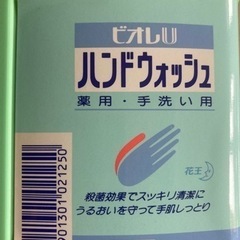 ビオレU
ハンドウォッシュ
薬用・手洗い用
花王
殺菌効果でスッキリ清潔に
うるおいを守って手肌しっとり
901301021250